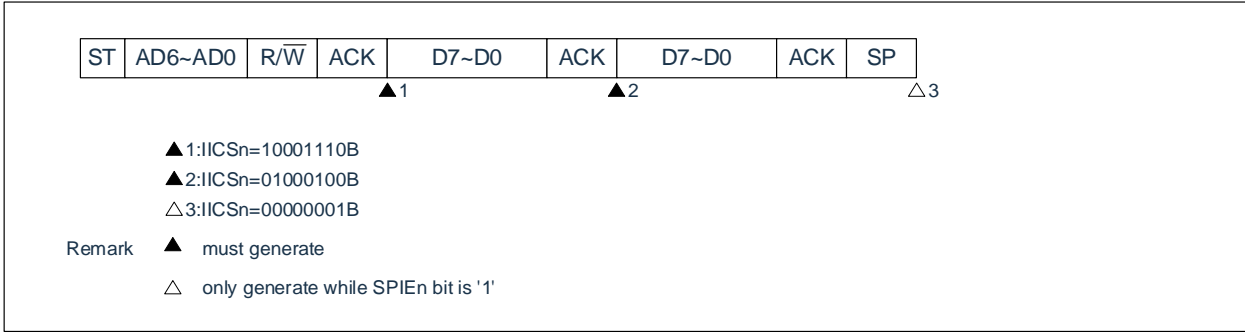 ST AD6~AD0 R/W̅ ACK D7~D0 ACK D7~D0 ACK SP
▲1 ▲2 △3
▲1:IICSn=10001110B
▲2:IICSn=01000100B
△3:IICSn=00000001B
Remark ▲ must generate
△ only generate while SPIEn bit is '1'